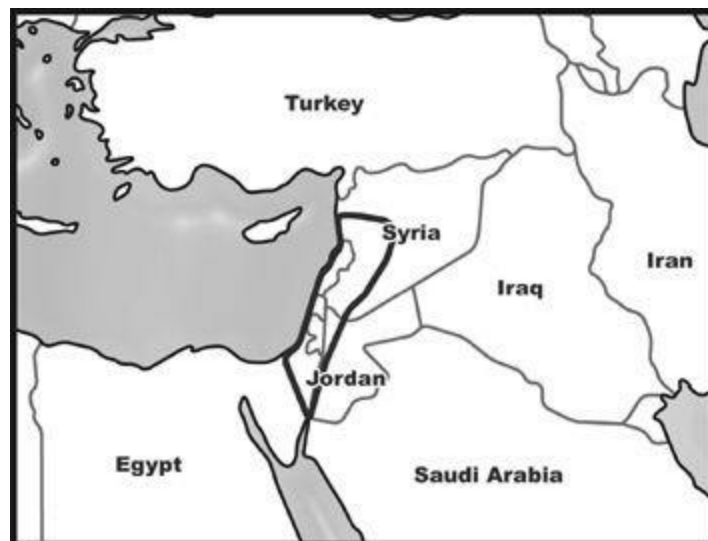 Turkey
Syria
Iran
Iraq
Jordan
Egypt
Saudi Arabia